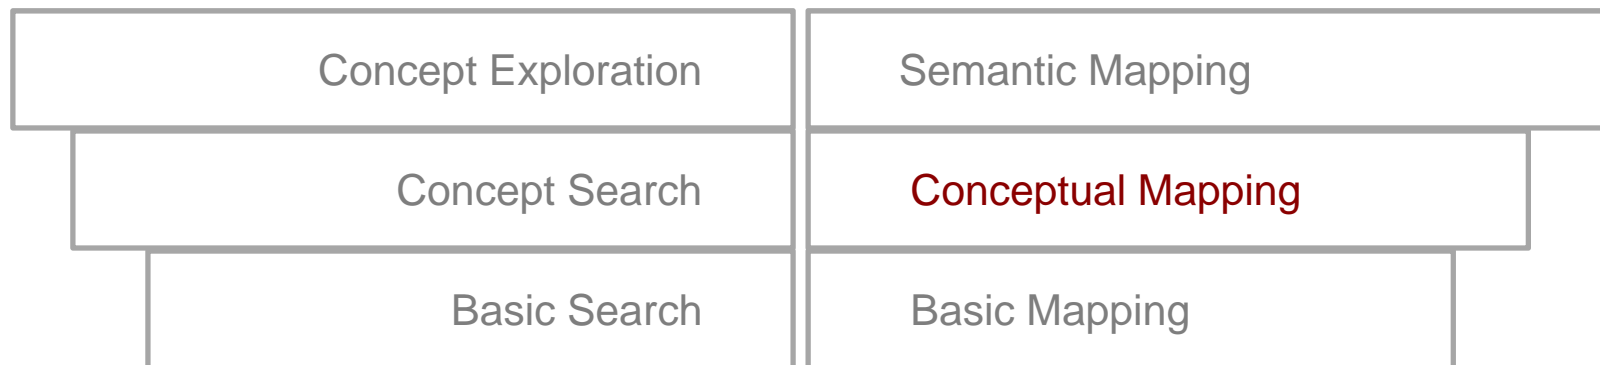 Concept Exploration Semantic Mapping
Concept Search Conceptual Mapping
Basic Search Basic Mapping